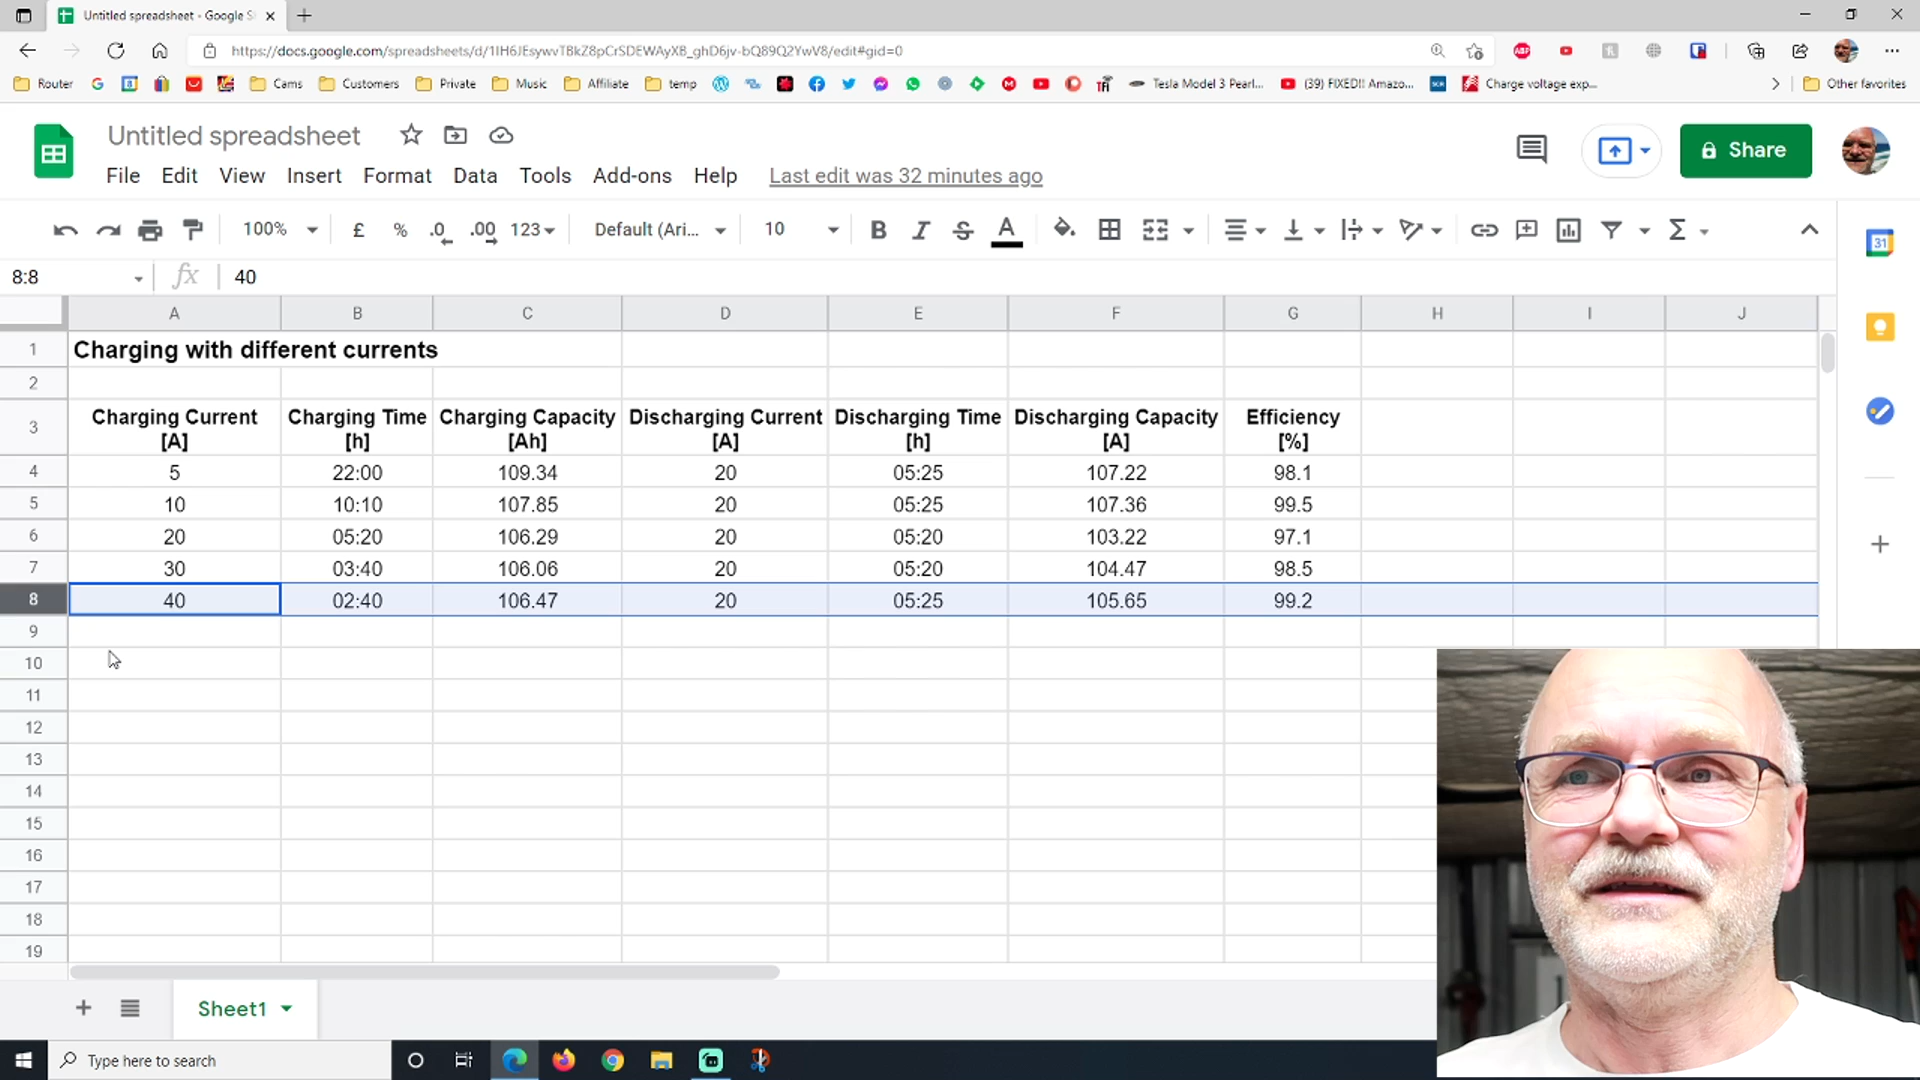 Untitled spreadsheet - Google S
https://docs.google.com/spreadsheets/d/1IH6JEsywvTBkZ8pCrSDEWAyXB_ghD6jv-bQ89Q2YwV8/edit#gid=0
Router Cams Customers Private Music Affiliate temp Tesla Model 3 Pearl... (39) FIXED!! Amazo... Charge voltage exp... Other favorites
Untitled spreadsheet
Share
File Edit View Insert Format Data Tools Add-ons Help Last edit was 32 minutes ago
100% £ % .0 .00 123 Default (Ari... 10 B I S A Σ
31
8:8 fx 40
A B C D E F G H I J
1 Charging with different currents
2
3 Charging Current [A] Charging Time [h] Charging Capacity [Ah] Discharging Current [A] Discharging Time [h] Discharging Capacity [A] Efficiency [%]
4 5 22:00 109.34 20 05:25 107.22 98.1
5 10 10:10 107.85 20 05:25 107.36 99.5
6 20 05:20 106.29 20 05:20 103.22 97.1
7 30 03:40 106.06 20 05:20 104.47 98.5
8 40 02:40 106.47 20 05:25 105.65 99.2
9
10
11
12
13
14
15
16
17
18
19
Sheet1
Type here to search